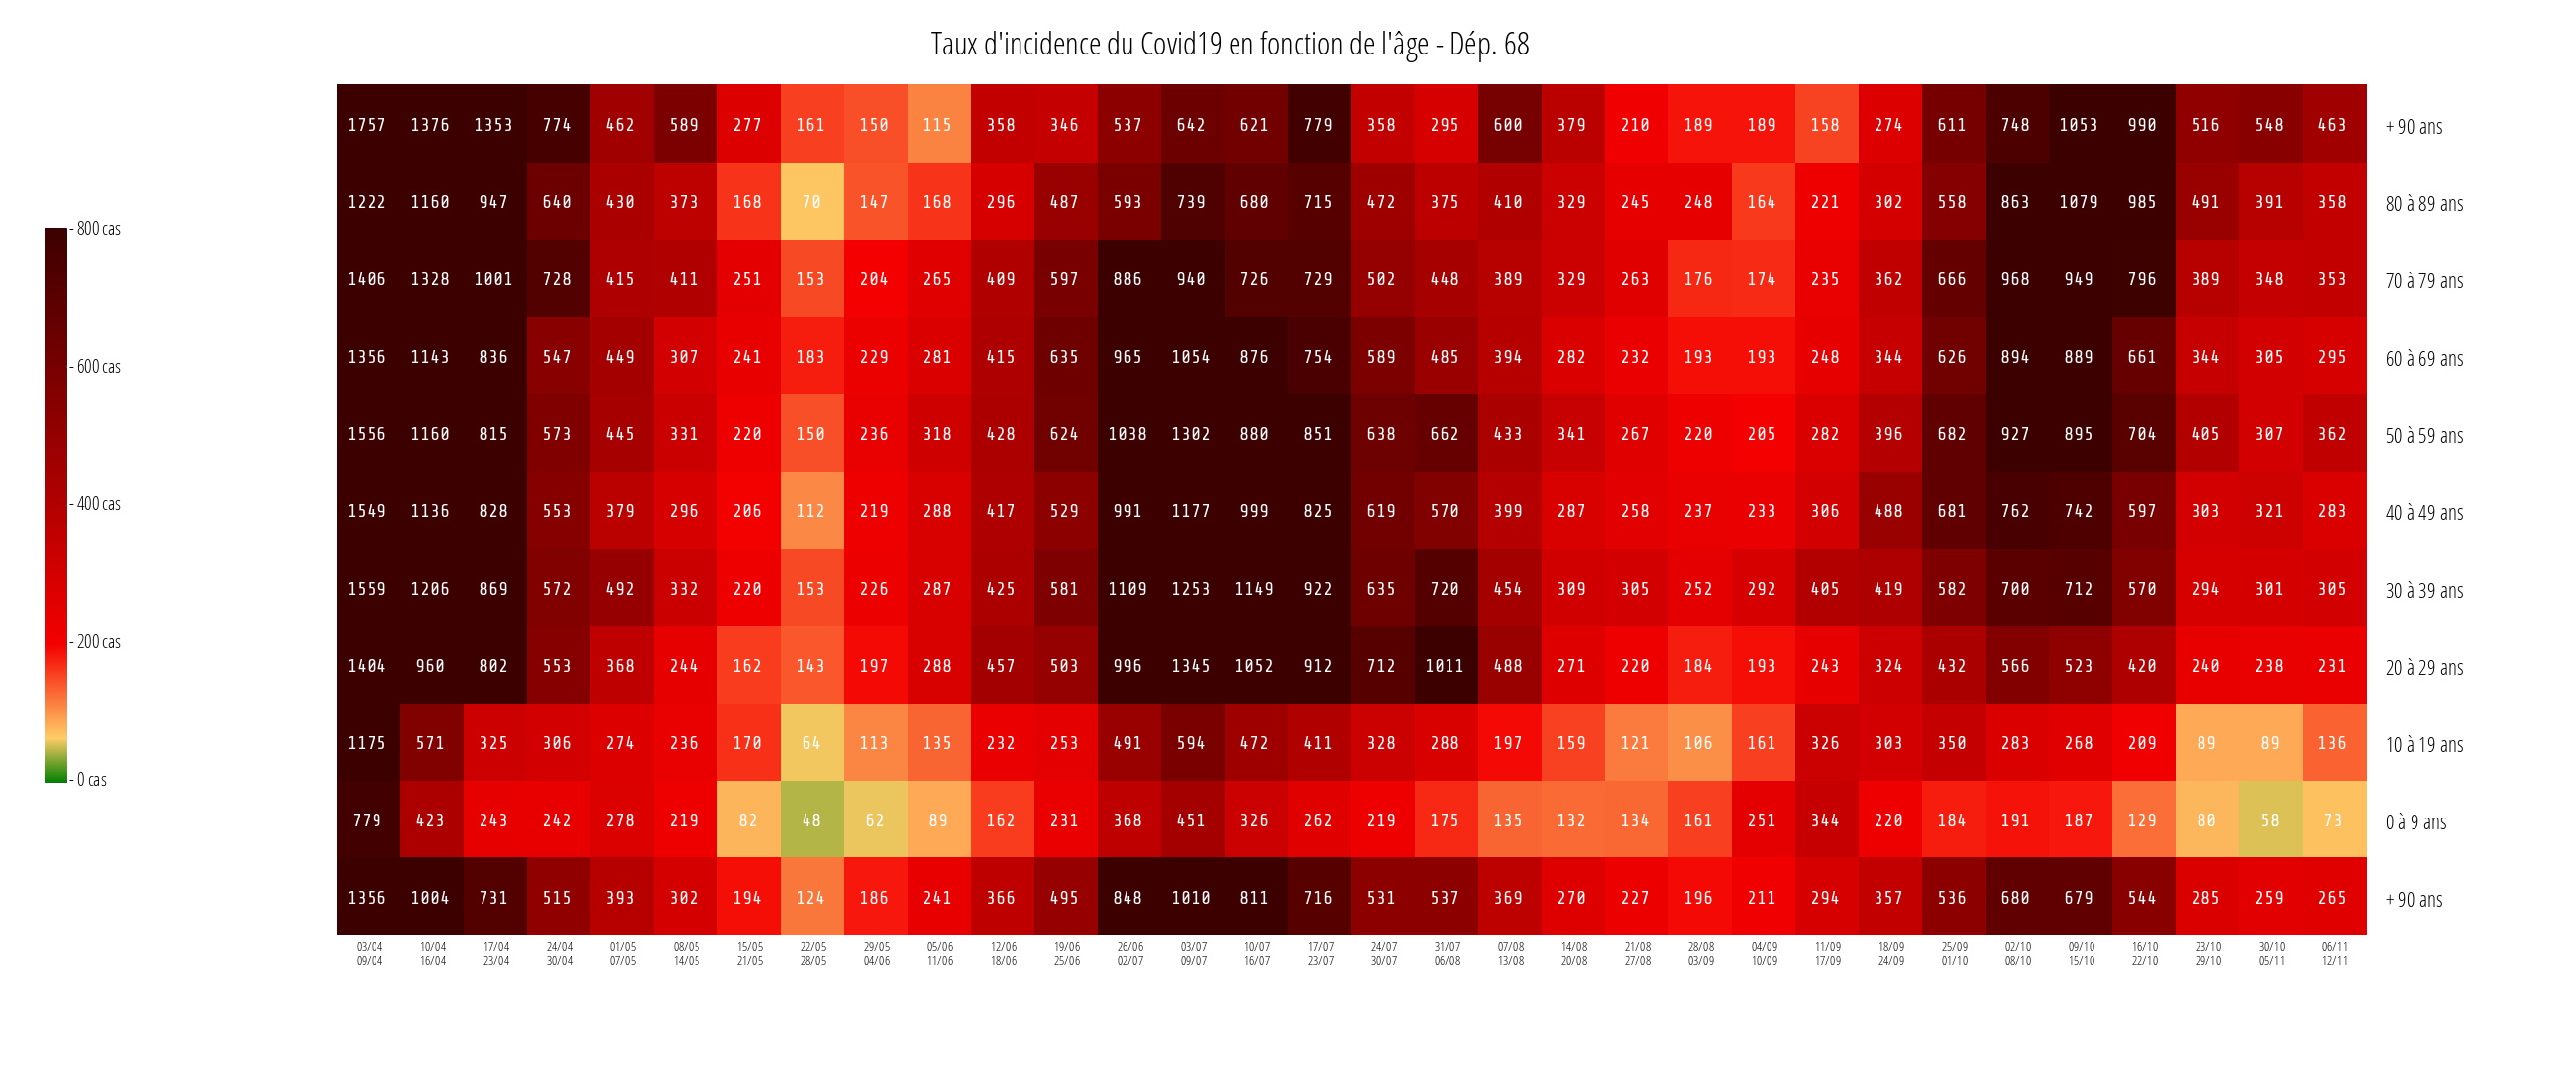 Taux d'incidence du Covid19 en fonction de l'âge - Dép. 68
1757 1376 1353 774 462 589 277 161 150 115 358 346 537 642 621 779 358 295 600 379 210 189 189 158 274 611 748 1053 990 516 548 463 + 90 ans
1222 1160 947 640 430 373 168 70 147 168 296 487 593 739 680 715 472 375 410 329 245 248 164 221 302 558 863 1079 985 491 391 358 80 à 89 ans
- 800 cas
1406 1328 1001 728 415 411 251 153 204 265 409 597 886 940 726 729 502 448 389 329 263 176 174 235 362 666 968 949 796 389 348 353 70 à 79 ans
1356 1143 836 547 449 307 241 183 229 281 415 635 965 1054 876 754 589 485 394 282 232 193 193 248 344 626 894 889 661 344 305 295 60 à 69 ans
- 600 cas
1556 1160 815 573 445 331 220 150 236 318 428 624 1038 1302 880 851 638 662 433 341 267 220 205 282 396 682 927 895 704 405 307 362 50 à 59 ans
- 400 cas
1549 1136 828 553 379 296 206 112 219 288 417 529 991 1177 999 825 619 570 399 287 258 237 233 306 488 681 762 742 597 303 321 283 40 à 49 ans
1559 1206 869 572 492 332 220 153 226 287 425 581 1109 1253 1149 922 635 720 454 309 305 252 292 405 419 582 700 712 570 294 301 305 30 à 39 ans
- 200 cas
1404 960 802 553 368 244 162 143 197 288 457 503 996 1345 1052 912 712 1011 488 271 220 184 193 243 324 432 566 523 420 240 238 231 20 à 29 ans
1175 571 325 306 274 236 170 64 113 135 232 253 491 594 472 411 328 288 197 159 121 106 161 326 303 350 283 268 209 89 89 136 10 à 19 ans
- 0 cas
779 423 243 242 278 219 82 48 62 89 162 231 368 451 326 262 219 175 135 132 134 161 251 344 220 184 191 187 129 80 58 73 0 à 9 ans
1356 1004 731 515 393 302 194 124 186 241 366 495 848 1010 811 716 531 537 369 270 227 196 211 294 357 536 680 679 544 285 259 265 + 90 ans
03/04 10/04 17/04 24/04 01/05 08/05 15/05 22/05 29/05 05/06 12/06 19/06 26/06 03/07 10/07 17/07 24/07 31/07 07/08 14/08 21/08 28/08 04/09 11/09 18/09 25/09 02/10 09/10 16/10 23/10 30/10 06/11
09/04 16/04 23/04 30/04 07/05 14/05 21/05 28/05 04/06 11/06 18/06 25/06 02/07 09/07 16/07 23/07 30/07 06/08 13/08 20/08 27/08 03/09 10/09 17/09 24/09 01/10 08/10 15/10 22/10 29/10 05/11 12/11